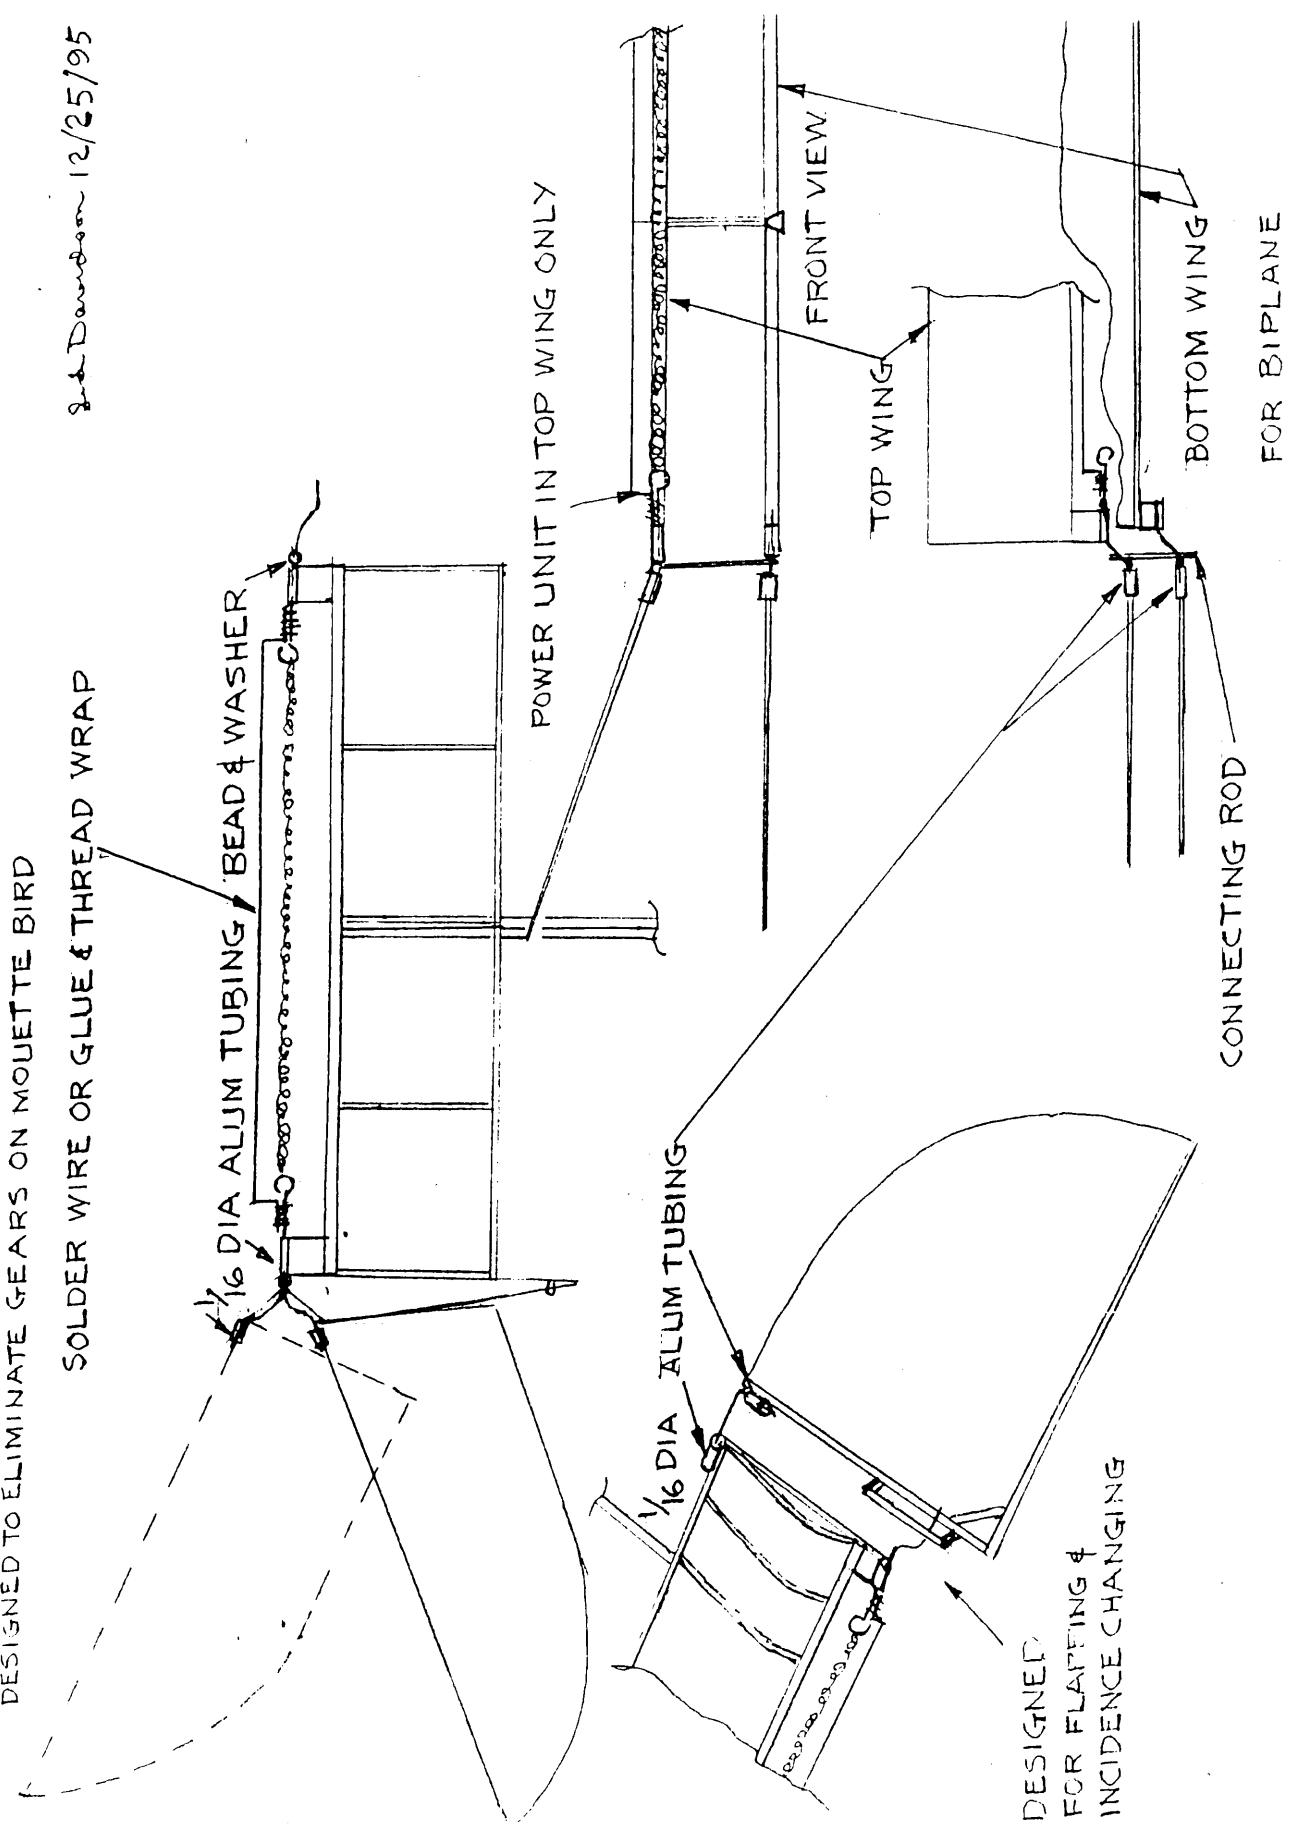 DESIGNED TO ELIMINATE GEARS ON MOUETTE BIRD
SOLDER WIRE OR GLUE & THREAD WRAP
12/25/95
1/16 DIA ALUM TUBING BEAD & WASHER
POWER UNIT IN TOP WING ONLY
FRONT VIEW
TOP WING
BOTTOM WING
FOR BIPLANE
CONNECTING ROD
1/16 DIA ALUM TUBING
DESIGNED
FOR FLAPPING &
INCIDENCE CHANGING